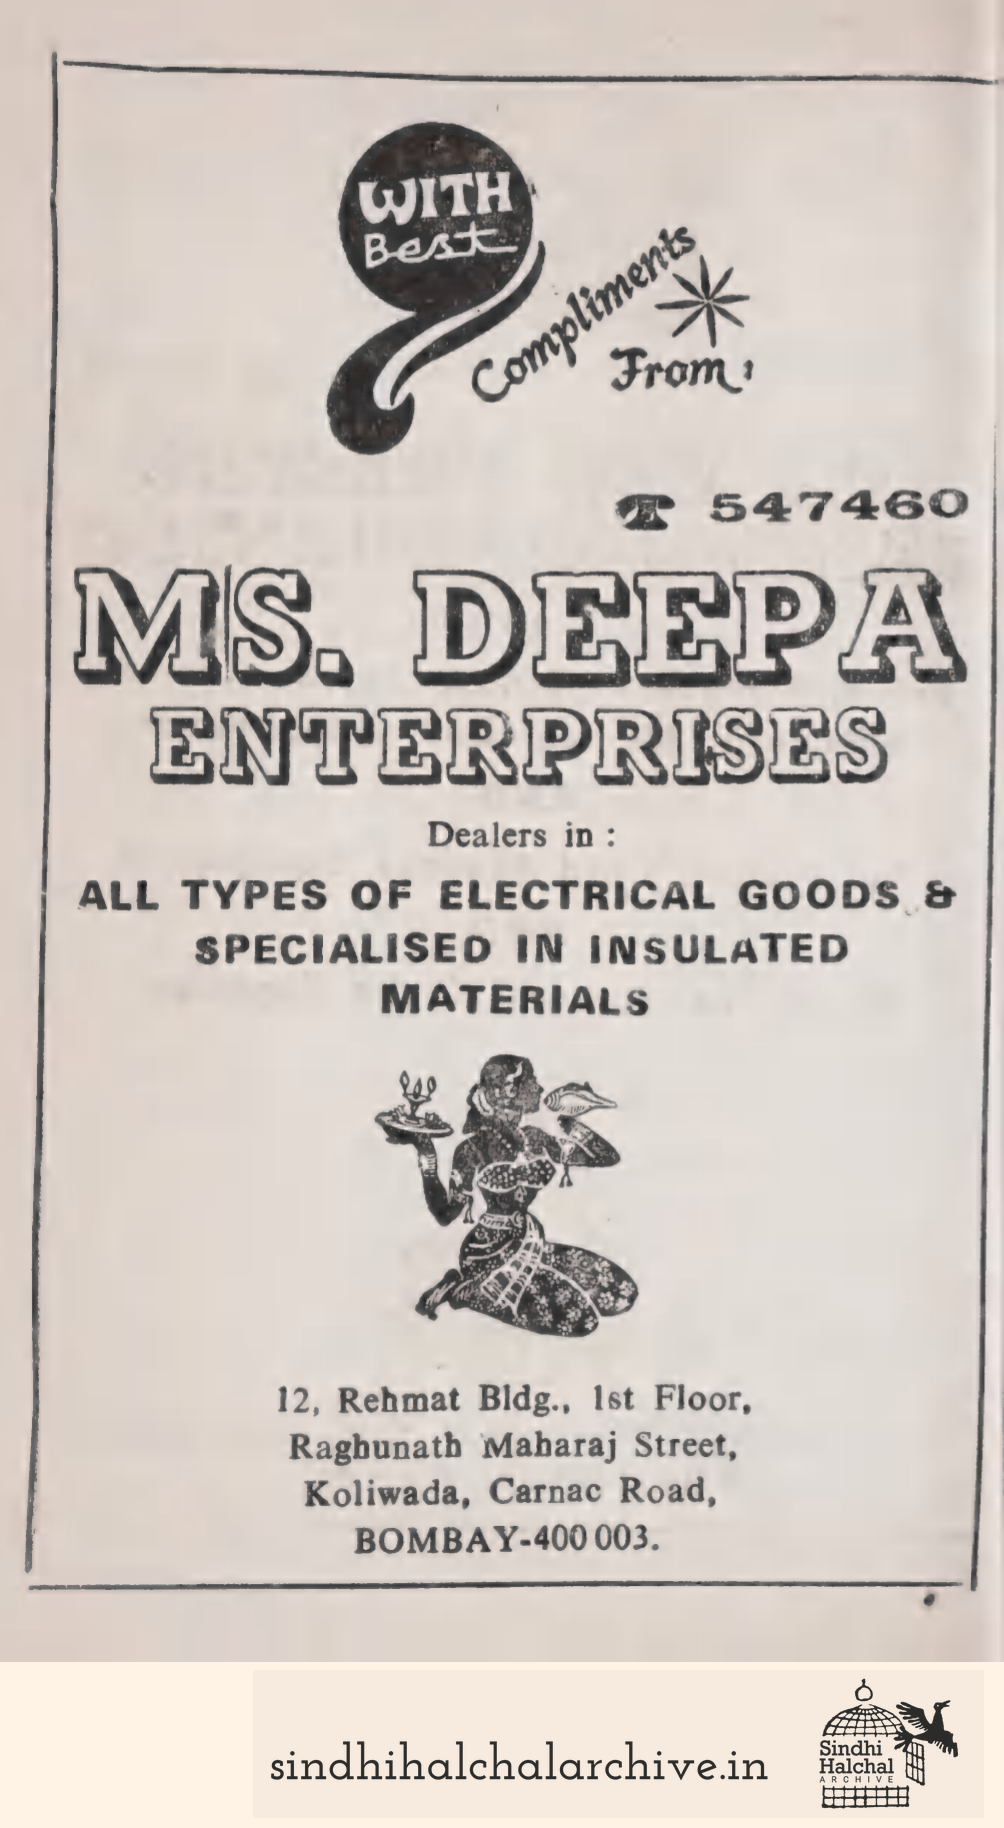 WITH
Best
Compliments
From:
☎ 547460
MS. DEEPA
ENTERPRISES
Dealers in :
ALL TYPES OF ELECTRICAL GOODS &
SPECIALISED IN INSULATED
MATERIALS
12, Rehmat Bldg., 1st Floor,
Raghunath Maharaj Street,
Koliwada, Carnac Road,
BOMBAY-400 003.
sindhihalchalarchive.in
Sindhi
Halchal
ARCHIVE